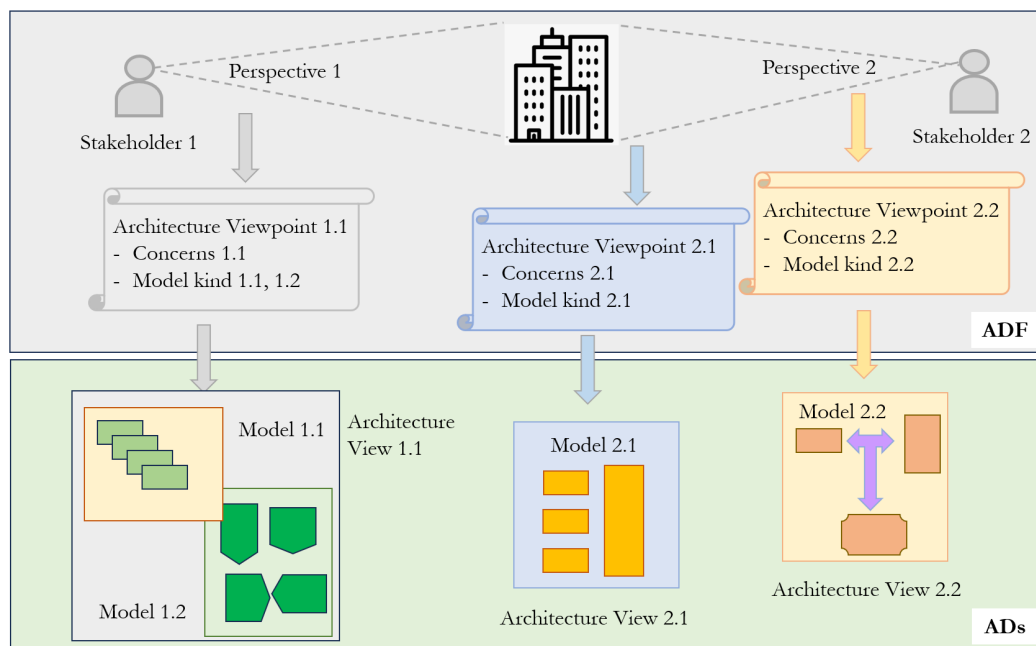 Perspective 1
Perspective 2
Stakeholder 1
Stakeholder 2
Architecture Viewpoint 1.1
- Concerns 1.1
- Model kind 1.1, 1.2
Architecture Viewpoint 2.1
- Concerns 2.1
- Model kind 2.1
Architecture Viewpoint 2.2
- Concerns 2.2
- Model kind 2.2
ADF
Model 1.1
Model 1.2
Architecture
View 1.1
Model 2.1
Architecture View 2.1
Model 2.2
Architecture View 2.2
ADs